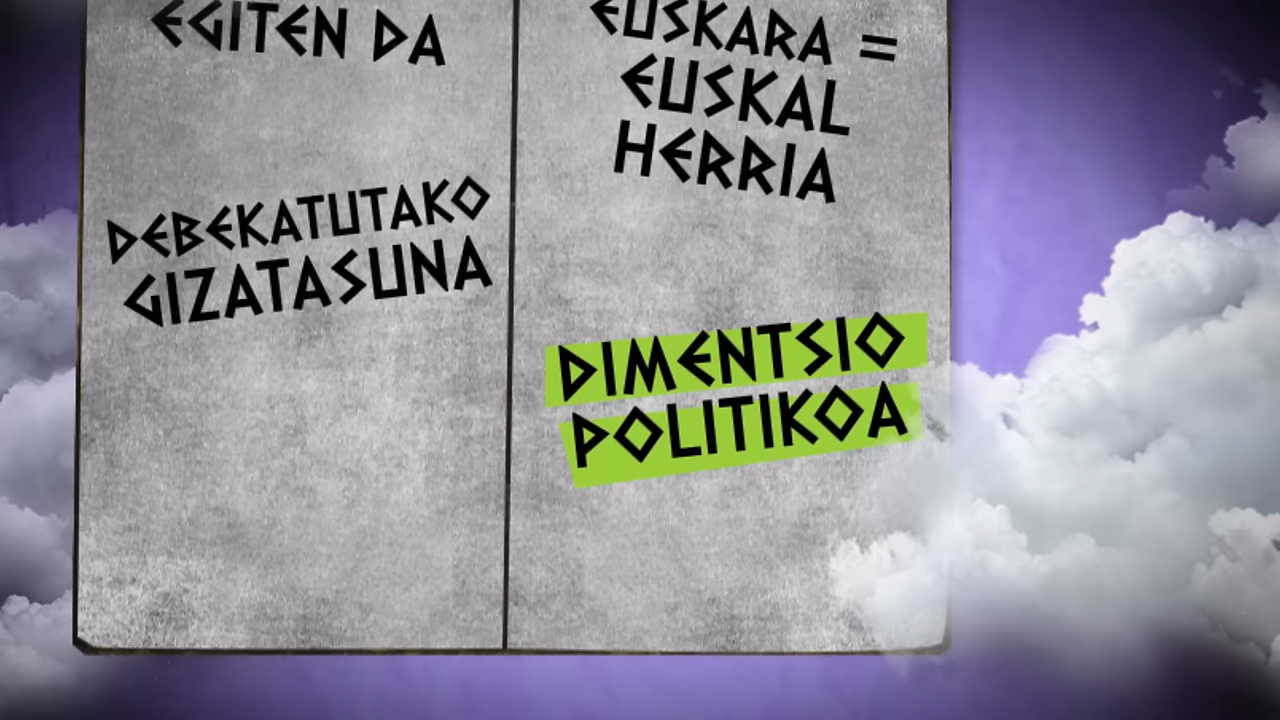 EGITEN DA
DEBEKATUTAKO
GIZATASUNA
EUSKARA =
EUSKAL
HERRIA
DIMENTSIO
POLITIKOA